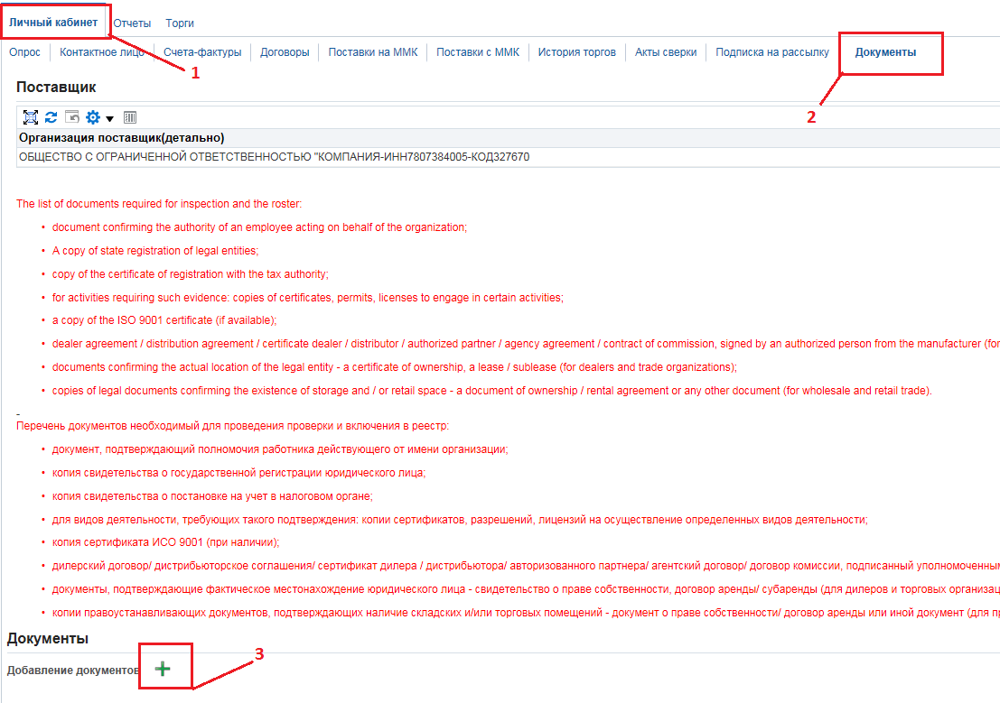 Личный кабинет Отчеты Торги
Опрос Контактное лицо Счета-фактуры Договоры Поставки на ММК Поставки с ММК История торгов Акты сверки Подписка на рассылку Документы
1
2
Поставщик
Организация поставщик(детально)
ОБЩЕСТВО С ОГРАНИЧЕННОЙ ОТВЕТСТВЕННОСТЬЮ "КОМПАНИЯ-ИНН7807384005-КОД327670
The list of documents required for inspection and the roster:
• document confirming the authority of an employee acting on behalf of the organization;
• A copy of state registration of legal entities;
• copy of the certificate of registration with the tax authority;
• for activities requiring such evidence: copies of certificates, permits, licenses to engage in certain activities;
• a copy of the ISO 9001 certificate (if available);
• dealer agreement / distribution agreement / certificate dealer / distributor / authorized partner / agency agreement / contract of commission, signed by an authorized person from the manufacturer (for
• documents confirming the actual location of the legal entity - a certificate of ownership, a lease / sublease (for dealers and trade organizations);
• copies of legal documents confirming the existence of storage and / or retail space - a document of ownership / rental agreement or any other document (for wholesale and retail trade).
-
Перечень документов необходимый для проведения проверки и включения в реестр:
• документ, подтверждающий полномочия работника действующего от имени организации;
• копия свидетельства о государственной регистрации юридического лица;
• копия свидетельства о постановке на учет в налоговом органе;
• для видов деятельности, требующих такого подтверждения: копии сертификатов, разрешений, лицензий на осуществление определенных видов деятельности;
• копия сертификата ИСО 9001 (при наличии);
• дилерский договор/ дистрибьюторское соглашения/ сертификат дилера / дистрибьютора/ авторизованного партнера/ агентский договор/ договор комиссии, подписанный уполномоченным
• документы, подтверждающие фактическое местонахождение юридического лица - свидетельство о праве собственности, договор аренды/ субаренды (для дилеров и торговых организац
• копии правоустанавливающих документов, подтверждающих наличие складских и/или торговых помещений - документ о праве собственности/ договор аренды или иной документ (для
Документы
3
Добавление документов